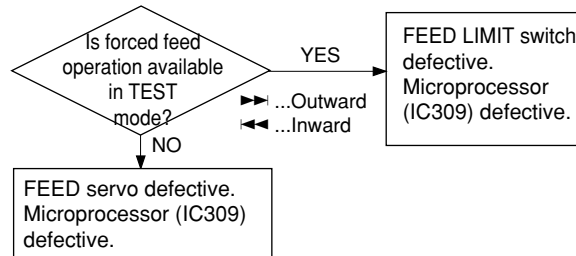 Is forced feed
operation available
in TEST
mode?
YES
▶▶| ...Outward
|◀◀ ...Inward
NO
FEED LIMIT switch
defective.
Microprocessor
(IC309) defective.
FEED servo defective.
Microprocessor (IC309)
defective.